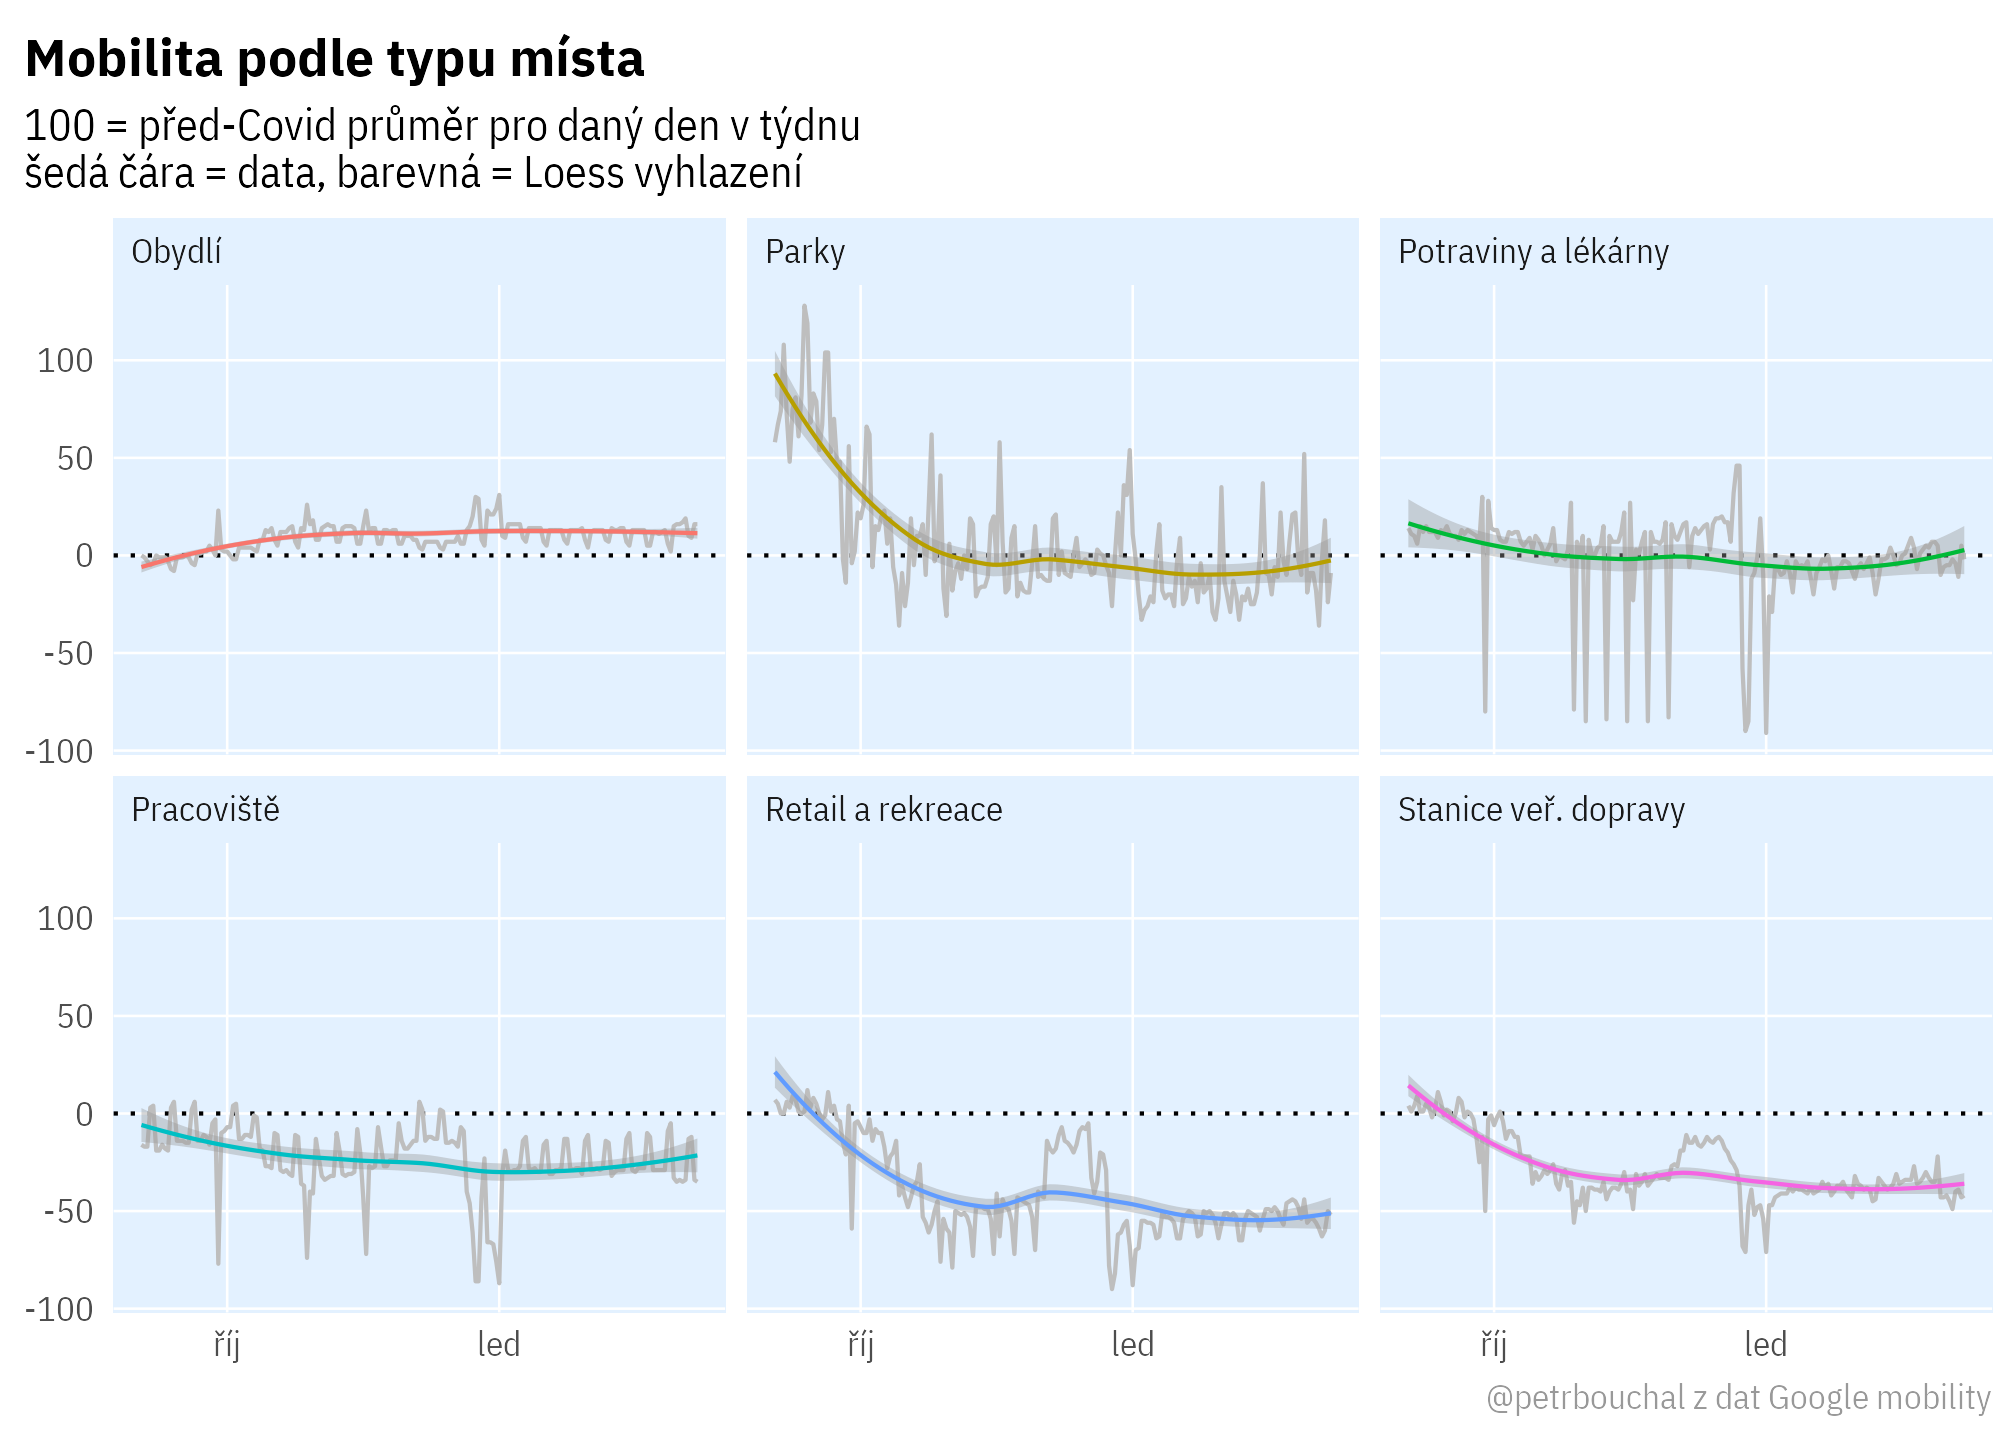 Mobilita podle typu místa
100 = před-Covid průměr pro daný den v týdnu
šedá čára = data, barevná = Loess vyhlazení
Obydlí
Parky
Potraviny a lékárny
100
50
0
-50
-100
Pracoviště
Retail a rekreace
Stanice veř. dopravy
100
50
0
-50
-100
říj
led
říj
led
říj
led
@petrbouchal z dat Google mobility